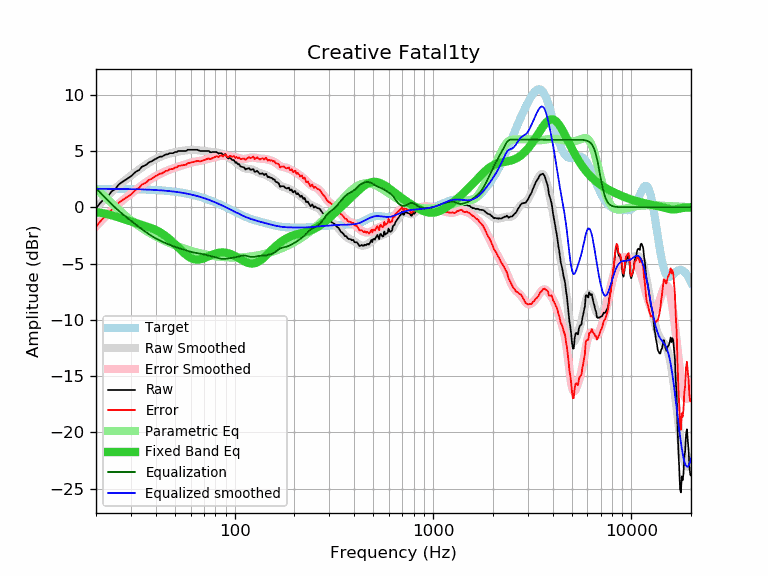 Creative Fatal1ty
10
5
0
−5
−10
−15
−20
−25
Amplitude (dBr)
Target
Raw Smoothed
Error Smoothed
Raw
Error
Parametric Eq
Fixed Band Eq
Equalization
Equalized smoothed
100
1000
10000
Frequency (Hz)